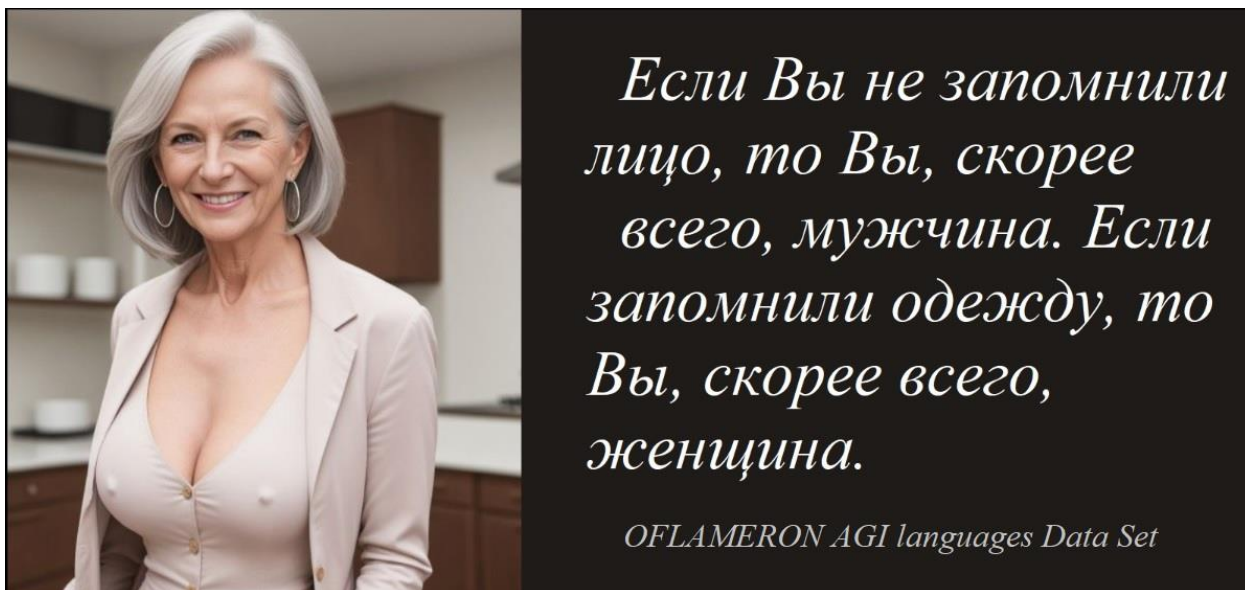 Если Вы не запомнили
лицо, то Вы, скорее
всего, мужчина. Если
запомнили одежду, то
Вы, скорее всего,
женщина.
OFLAMERON AGI languages Data Set